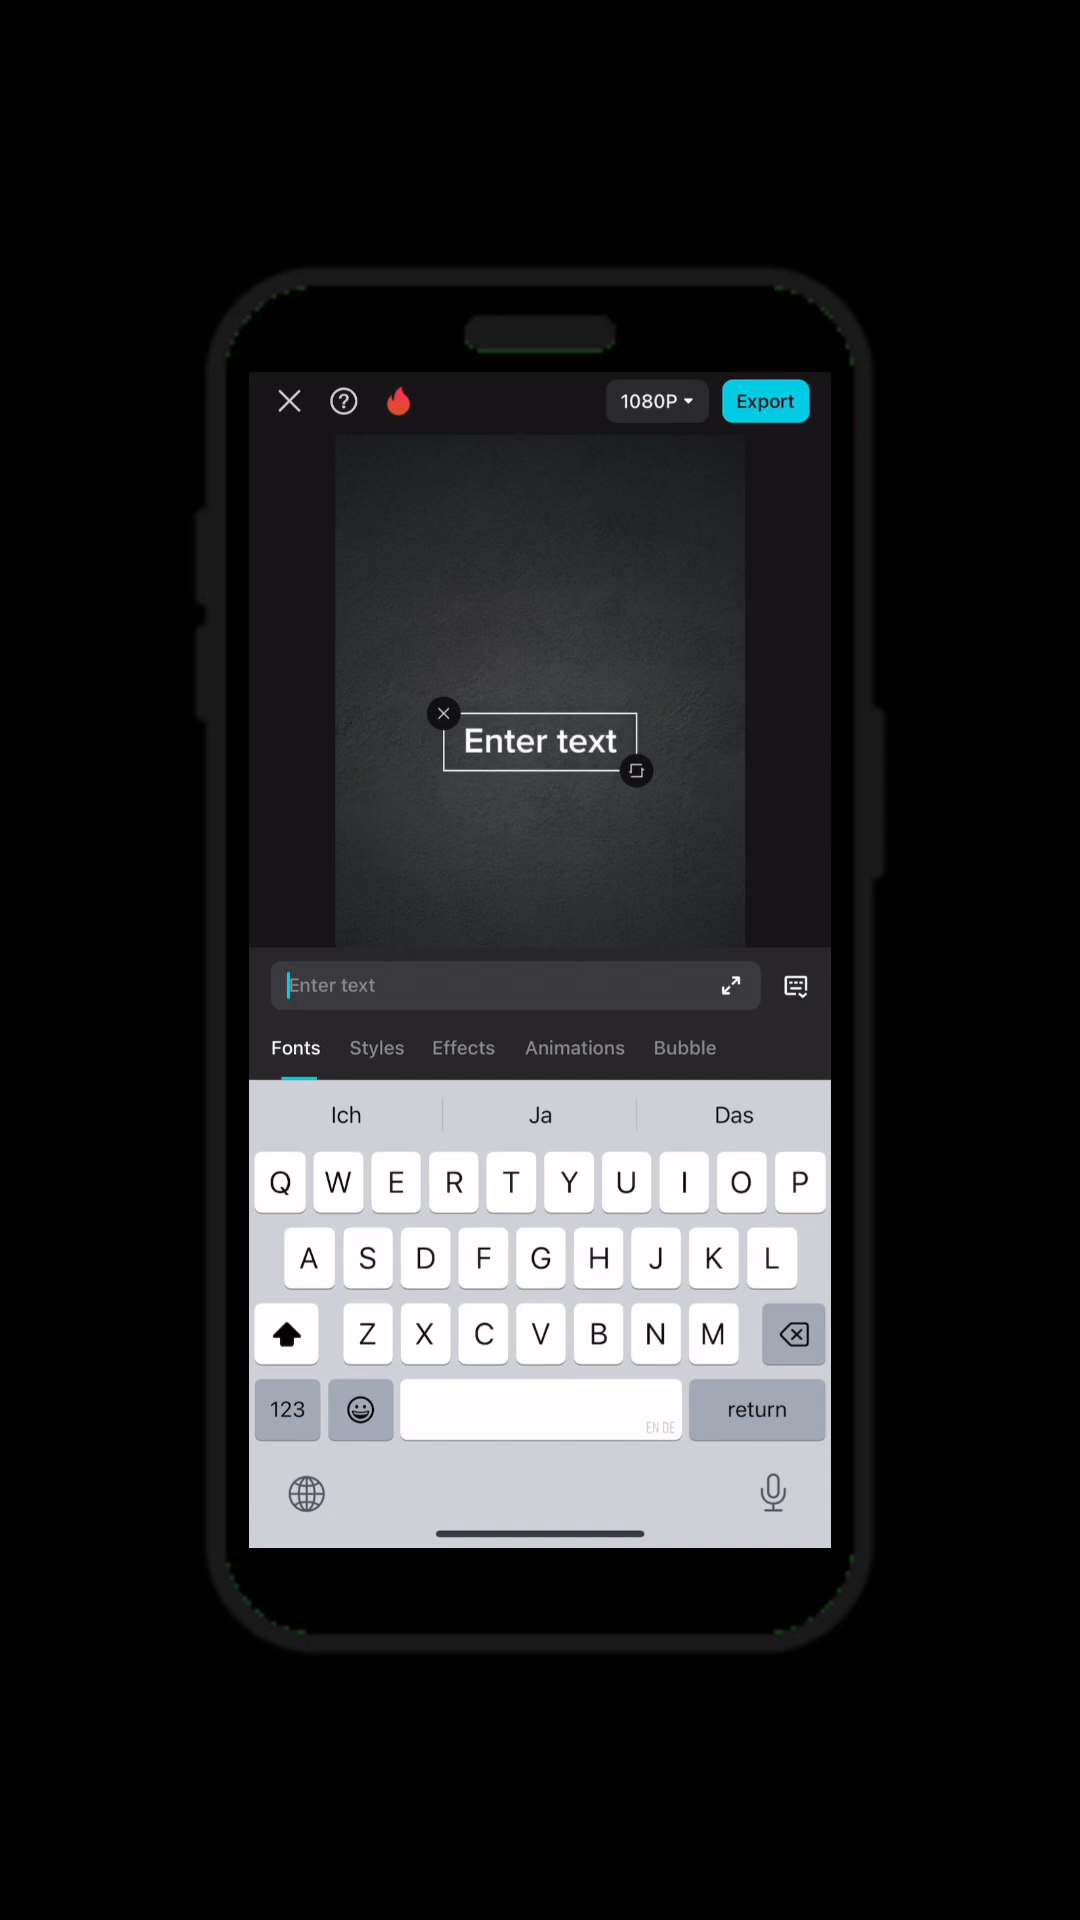 1080P Export
Enter text
Enter text
Fonts Styles Effects Animations Bubble
Ich Ja Das
Q W E R T Y U I O P
A S D F G H J K L
Z X C V B N M
123 EN DE return